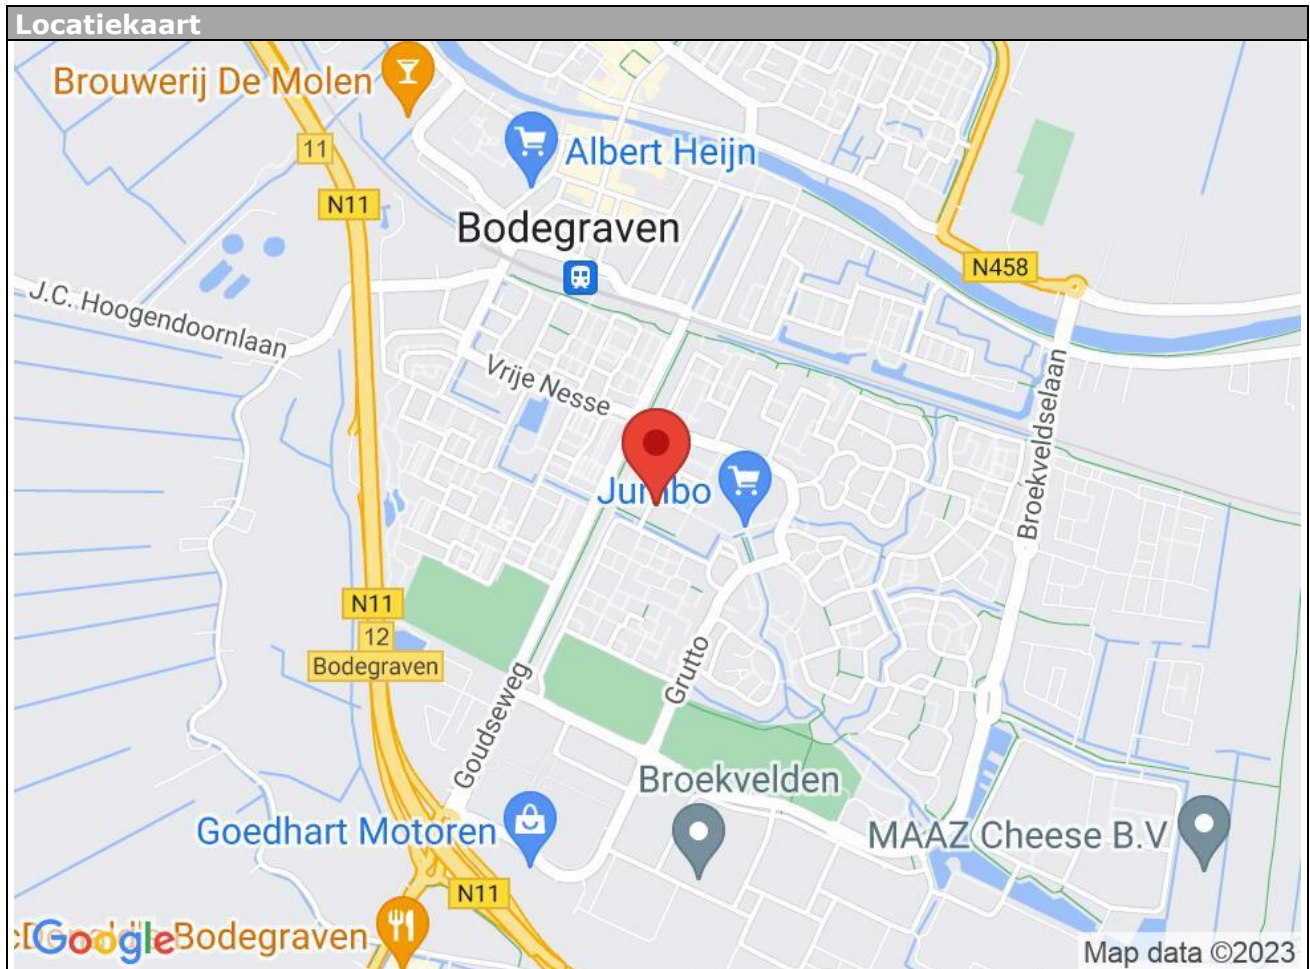 Locatiekaart
Brouwerij De Molen
11
Albert Heijn
N11
Bodegraven
N458
J.C. Hoogendoornlaan
Vrije Nesse
Broekveldselaan
Jumbo
N11
12
Bodegraven
Grutto
Goudseweg
Broekvelden
Goedhart Motoren
MAAZ Cheese B.V
N11
Google
Bodegraven
Map data ©2023